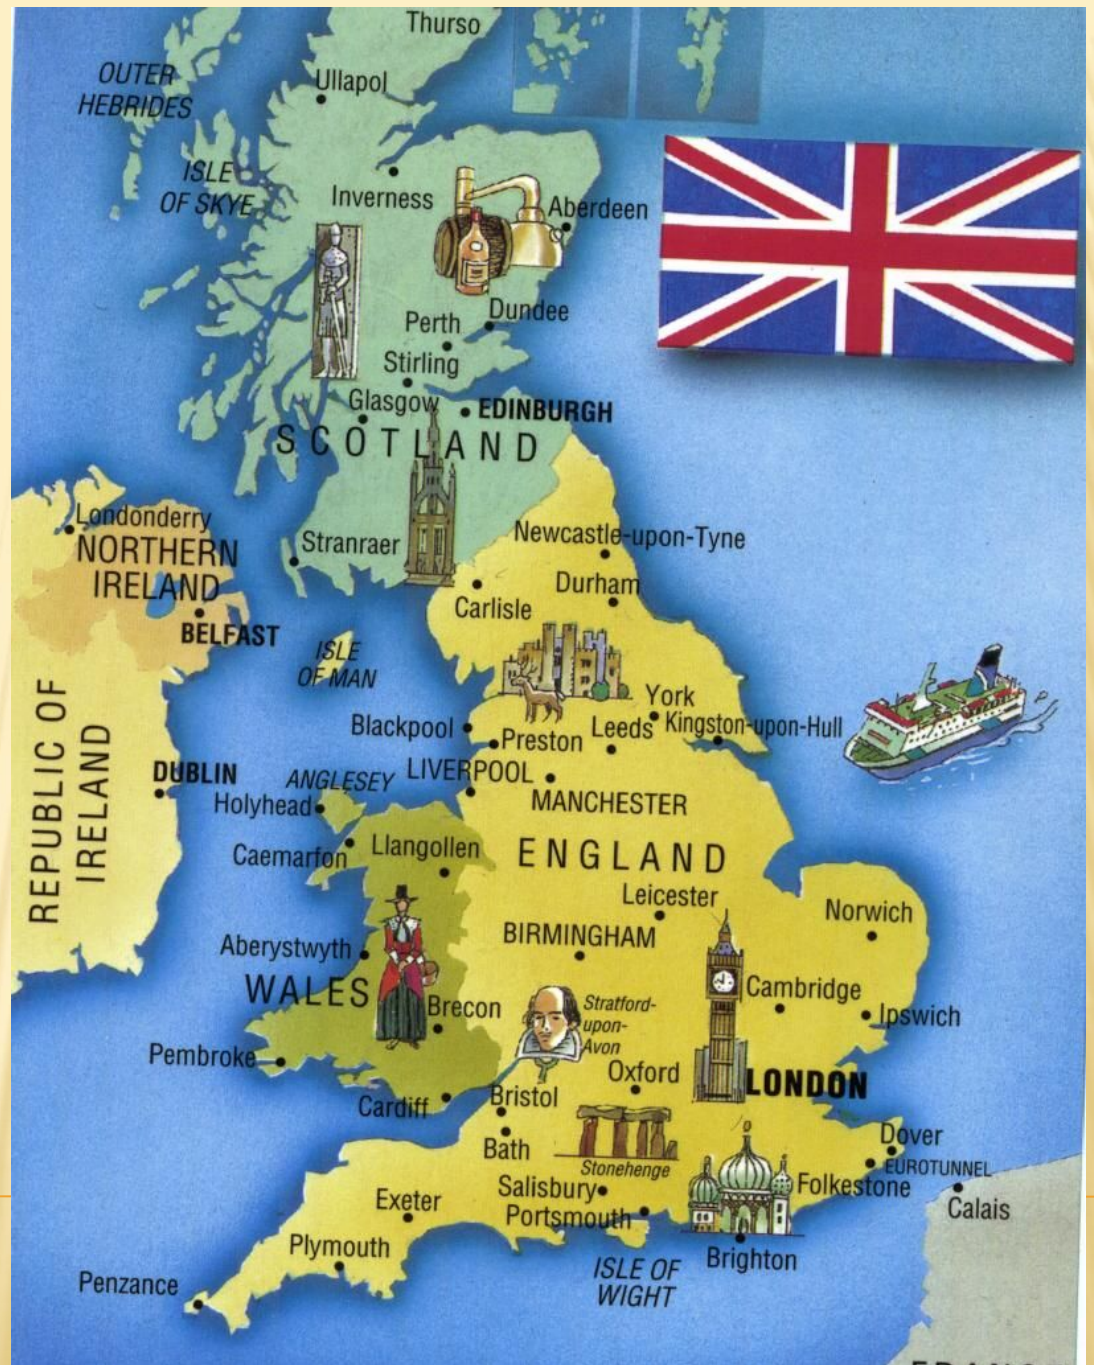 Thurso
OUTER
HEBRIDES
Ullapol
ISLE
OF SKYE
Inverness
Aberdeen
Dundee
Perth
Stirling
Glasgow
EDINBURGH
SCOTLAND
Londonderry
NORTHERN
IRELAND
Stranraer
Newcastle-upon-Tyne
Durham
Carlisle
BELFAST
ISLE
OF MAN
REPUBLIC OF
IRELAND
York
Blackpool
Preston
Leeds
Kingston-upon-Hull
DUBLIN
ANGLESEY
LIVERPOOL
Holyhead
MANCHESTER
Caemarfon
Llangollen
ENGLAND
Leicester
Norwich
Aberystwyth
BIRMINGHAM
WALES
Brecon
Stratford-
upon-
Avon
Cambridge
Ipswich
Pembroke
Oxford
LONDON
Cardiff
Bristol
Bath
Stonehenge
Dover
EUROTUNNEL
Folkestone
Calais
Salisbury
Portsmouth
Exeter
Plymouth
Brighton
ISLE OF
WIGHT
Penzance